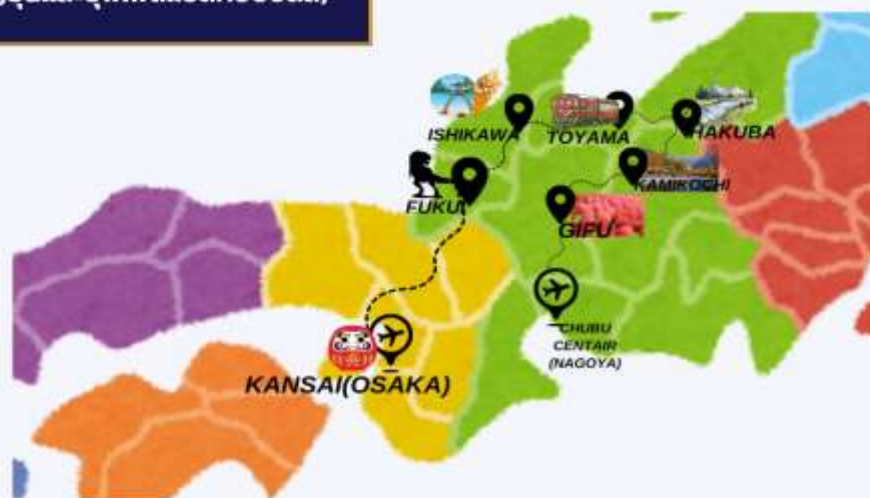 ISHIKAWA
TOYAMA
HAKUBA
KAMIKOCHI
FUKUI
GIFU
CHUBU
CENTAIR
(NAGOYA)
KANSAI(OSAKA)